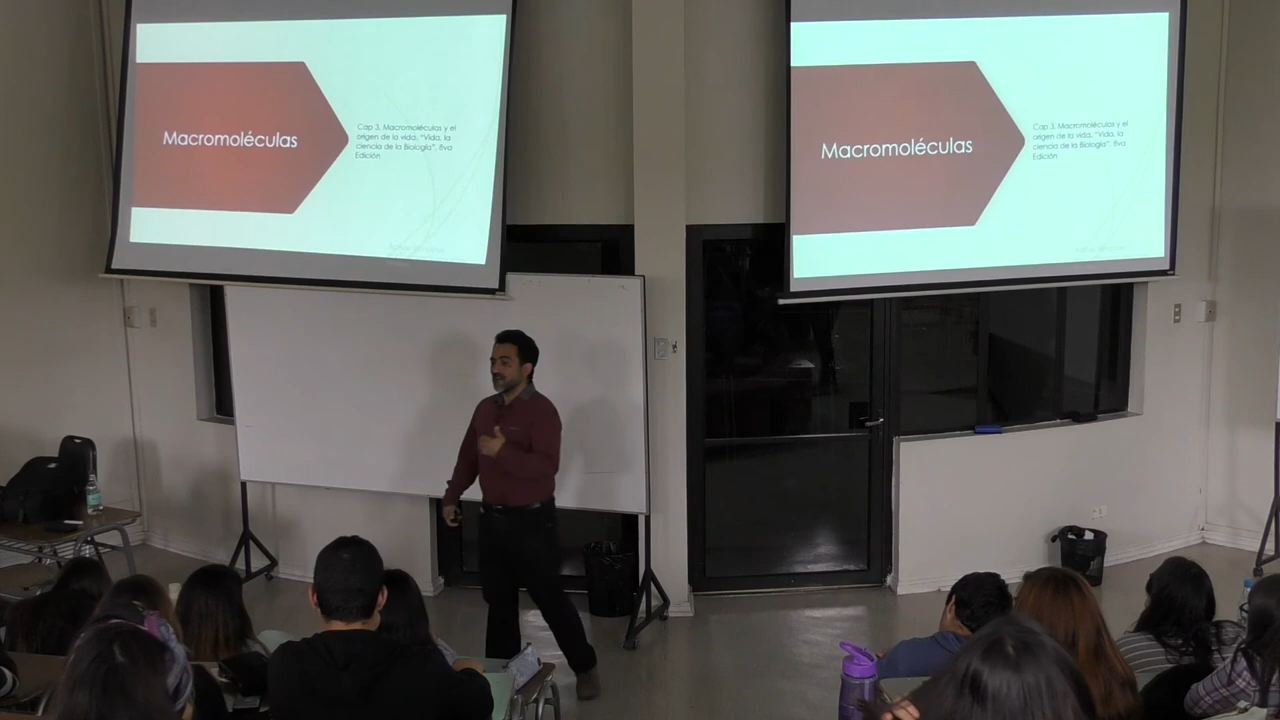 Macromoléculas
Cap 3, Macromoléculas y el
origen de la vida. "Vida, la
ciencia de la Biología". 8va
Edición
Macromoléculas
Cap 3, Macromoléculas y el
origen de la vida. "Vida, la
ciencia de la Biología". 8va
Edición